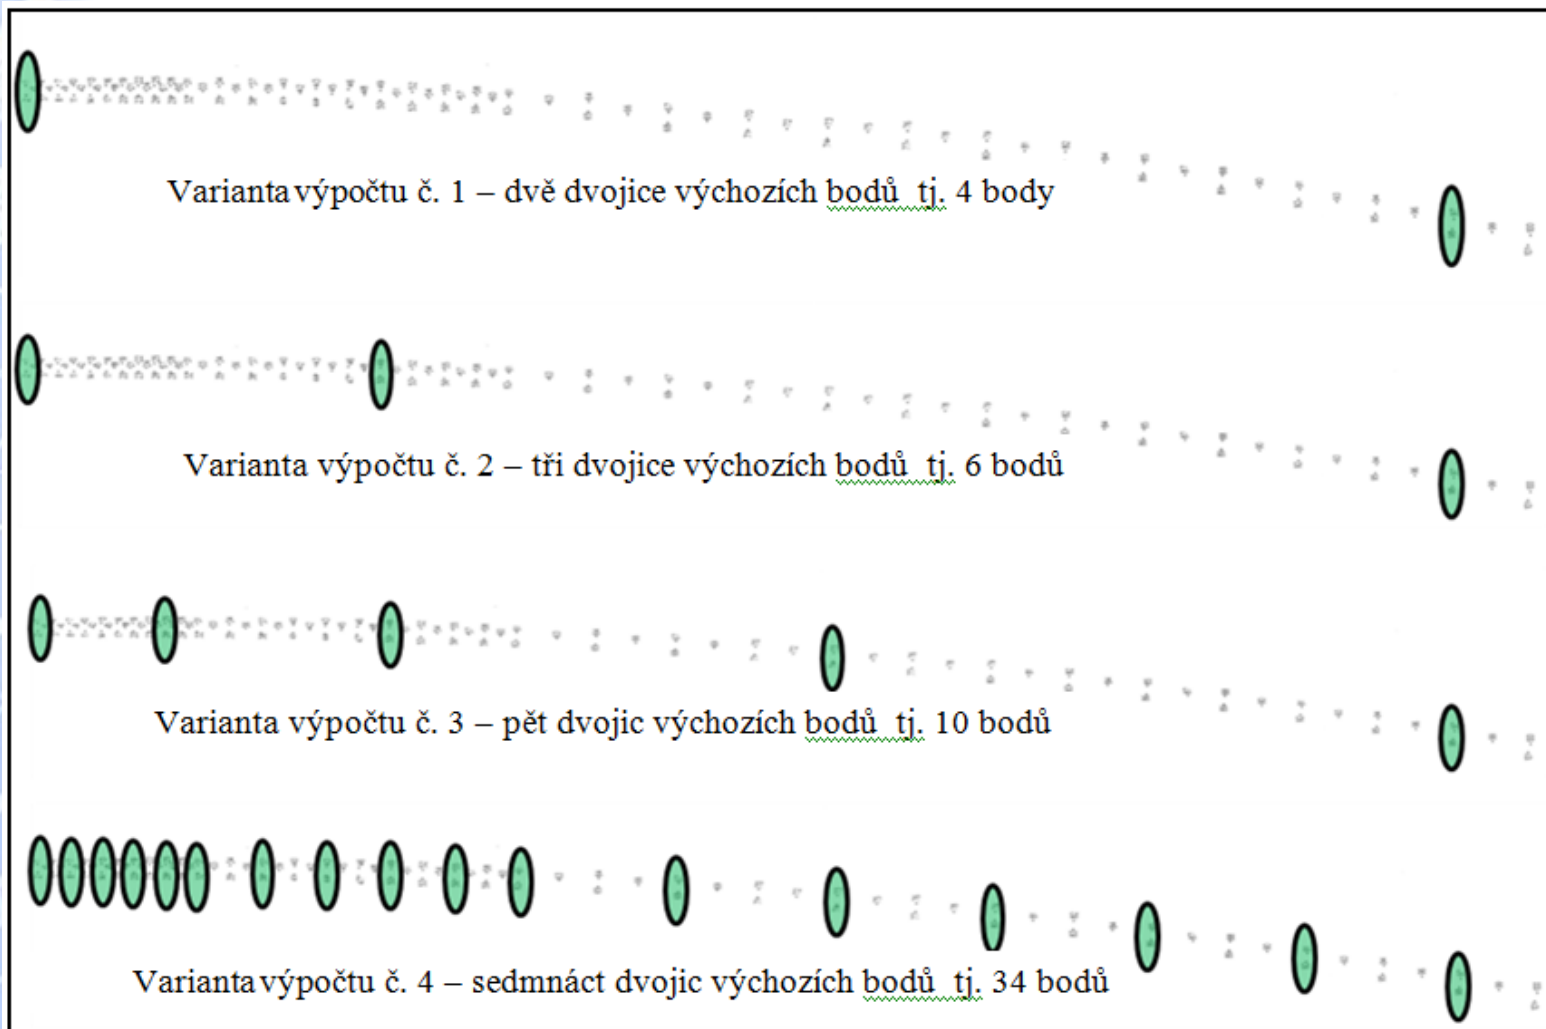 Varianta výpočtu č. 1 – dvě dvojice výchozích bodů tj. 4 body
Varianta výpočtu č. 2 – tři dvojice výchozích bodů tj. 6 bodů
Varianta výpočtu č. 3 – pět dvojic výchozích bodů tj. 10 bodů
Varianta výpočtu č. 4 – sedmnáct dvojic výchozích bodů tj. 34 bodů